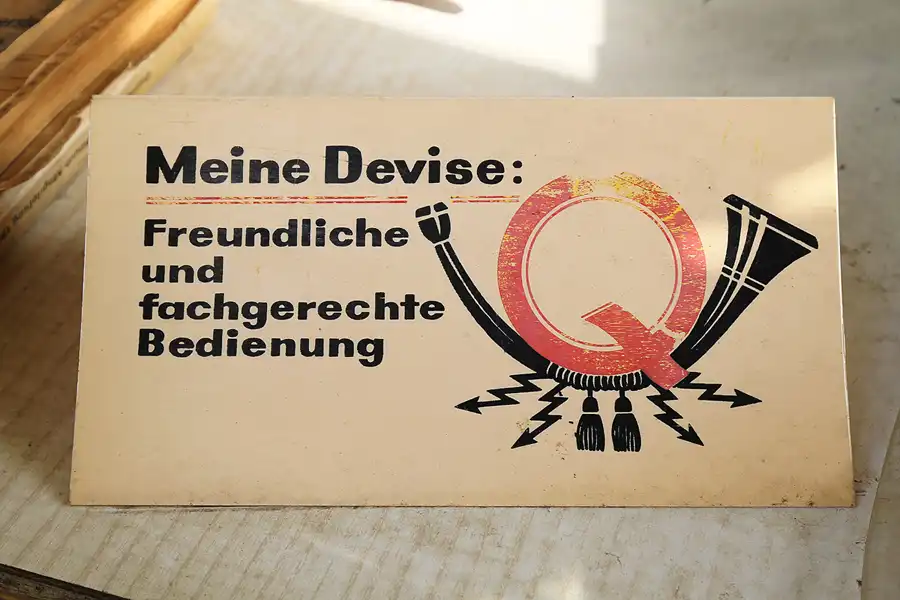 Meine Devise:
Freundliche
und
fachgerechte
Bedienung
Q